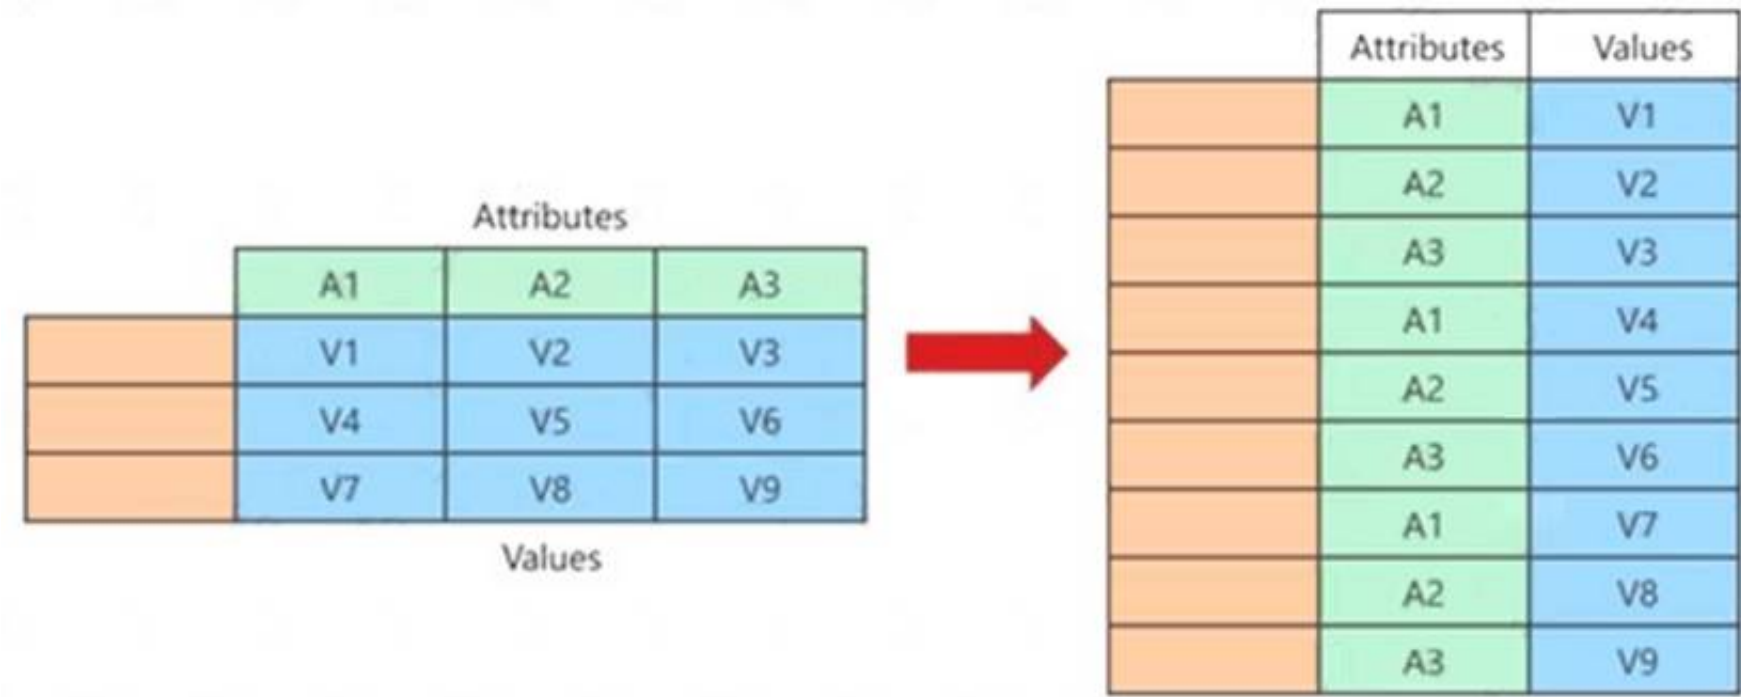 Attributes
A1 A2 A3
V1 V2 V3
V4 V5 V6
V7 V8 V9
Values
Attributes Values
A1 V1
A2 V2
A3 V3
A1 V4
A2 V5
A3 V6
A1 V7
A2 V8
A3 V9